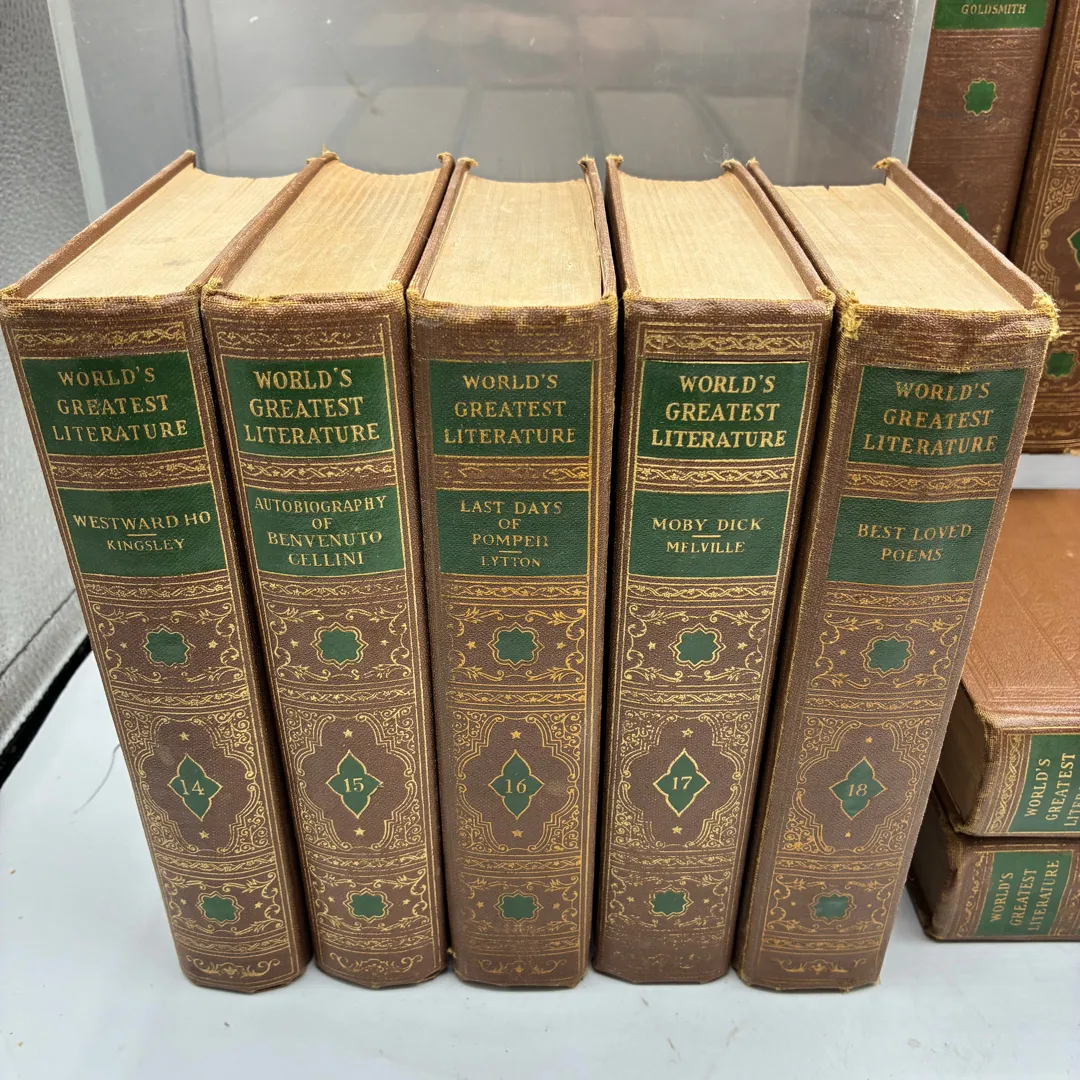 WORLD'S
GREATEST
LITERATURE
WESTWARD HO
KINGSLEY
14
WORLD'S
GREATEST
LITERATURE
AUTOBIOGRAPHY
OF
BENVENUTO
CELLINI
15
WORLD'S
GREATEST
LITERATURE
LAST DAYS
OF
POMPEII
LYTTON
16
WORLD'S
GREATEST
LITERATURE
MOBY DICK
MELVILLE
17
WORLD'S
GREATEST
LITERATURE
BEST LOVED
POEMS
18
GOLDSMITH
WORLD'S
GREATEST
WORLD'S
GREATEST
LITERATURE